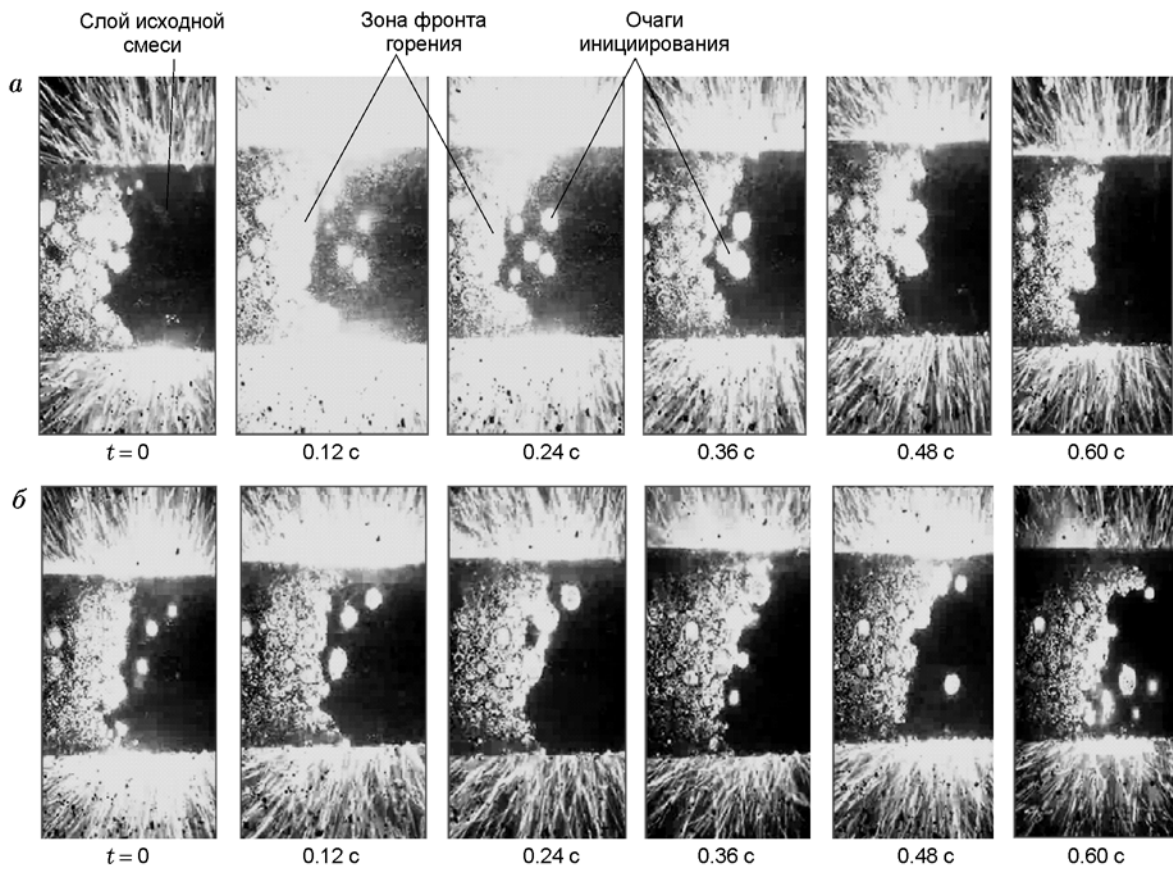 Слой исходной
смеси
Зона фронта
горения
Очаги
инициирования
а
t = 0
0.12 с
0.24 с
0.36 с
0.48 с
0.60 с
б
t = 0
0.12 с
0.24 с
0.36 с
0.48 с
0.60 с